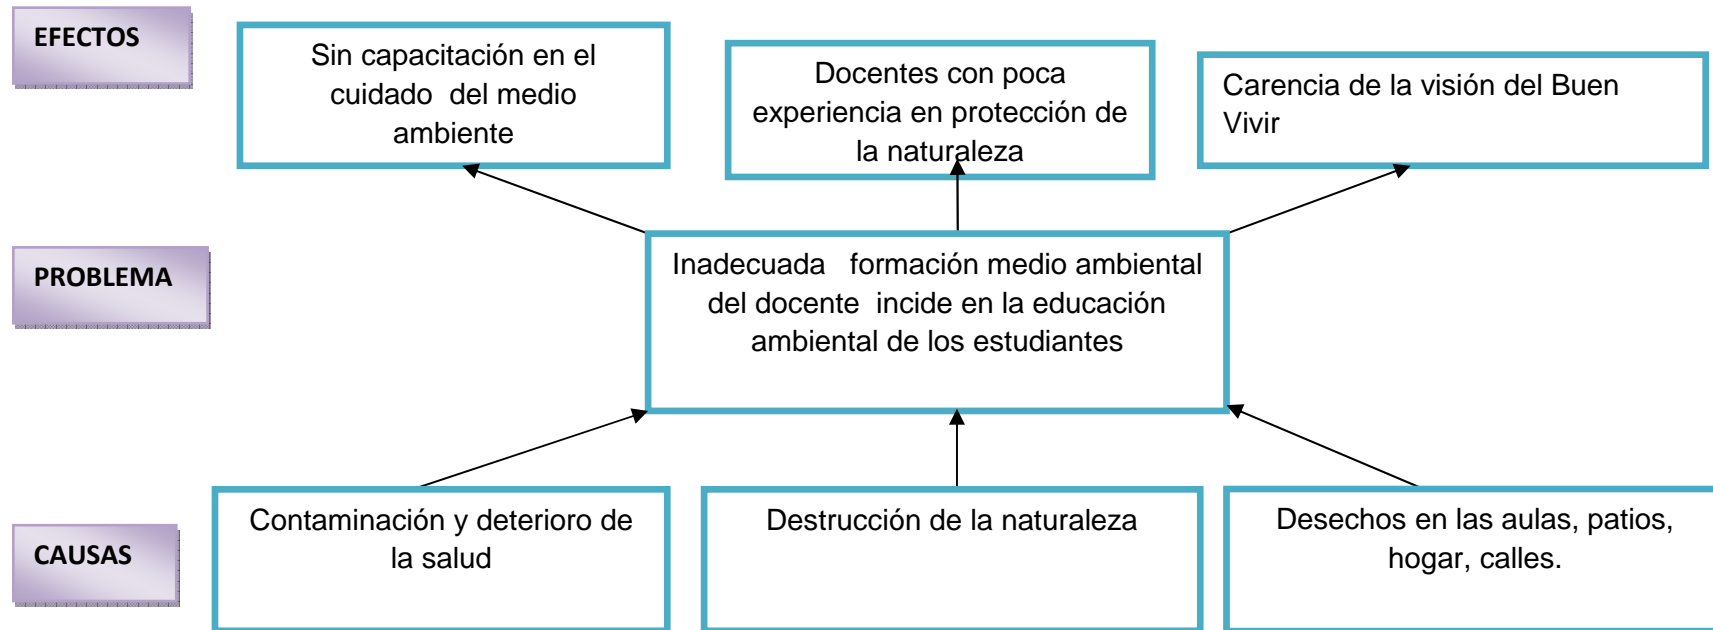 EFECTOS
Sin capacitación en el
cuidado del medio
ambiente
Docentes con poca
experiencia en protección de
la naturaleza
Carencia de la visión del Buen
Vivir
PROBLEMA
Inadecuada formación medio ambiental
del docente incide en la educación
ambiental de los estudiantes
CAUSAS
Contaminación y deterioro de
la salud
Destrucción de la naturaleza
Desechos en las aulas, patios,
hogar, calles.